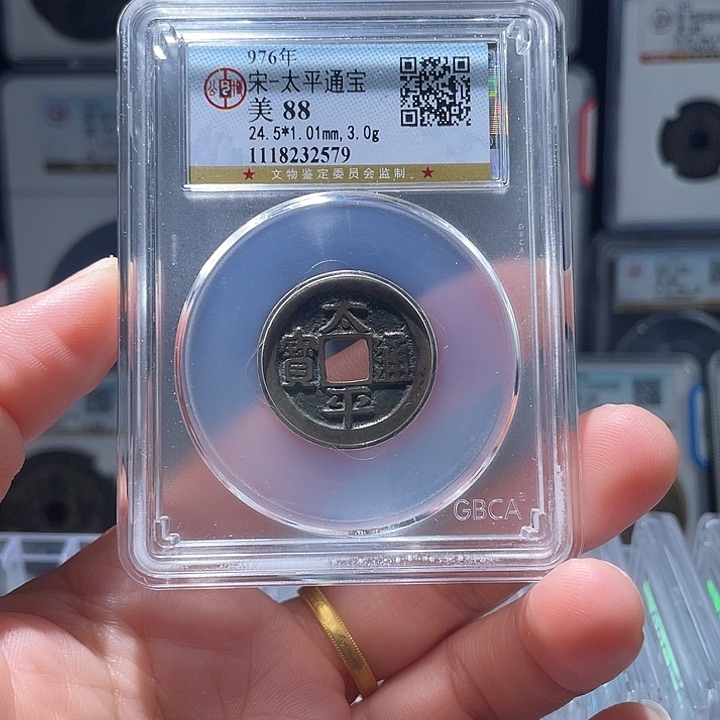 976年
宋-太平通宝
美 88
24.5*1.01mm,3.0g
1118232579
★ 文物鉴定委员会监制 ★
太
寶 通
平
GBCA